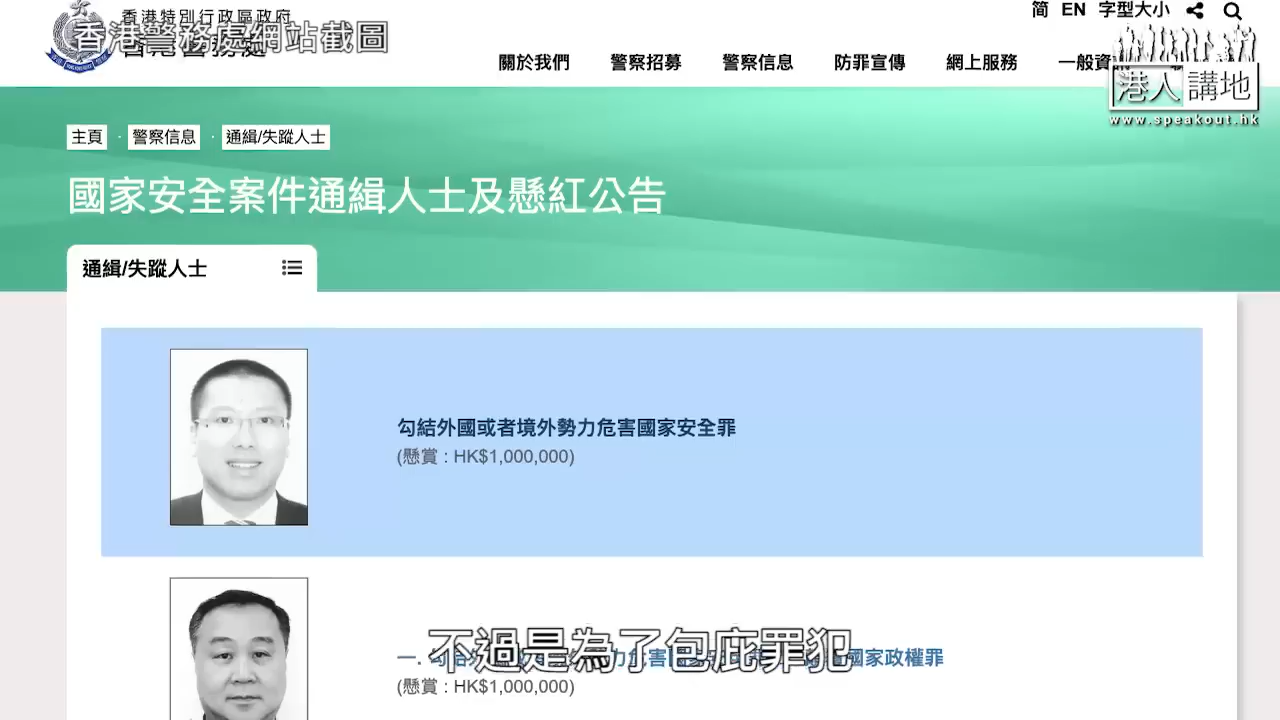 香港特別行政區政府
香港警務處網站截圖
简 EN 字型大小
關於我們 警察招募 警察信息 防罪宣傳 網上服務 一般資訊
港人講地
www.speakout.hk
主頁 · 警察信息 · 通緝/失蹤人士
國家安全案件通緝人士及懸紅公告
通緝/失蹤人士
勾結外國或者境外勢力危害國家安全罪
(懸賞 : HK$1,000,000)
不過是為了包庇罪犯
國家政權罪
(懸賞 : HK$1,000,000)